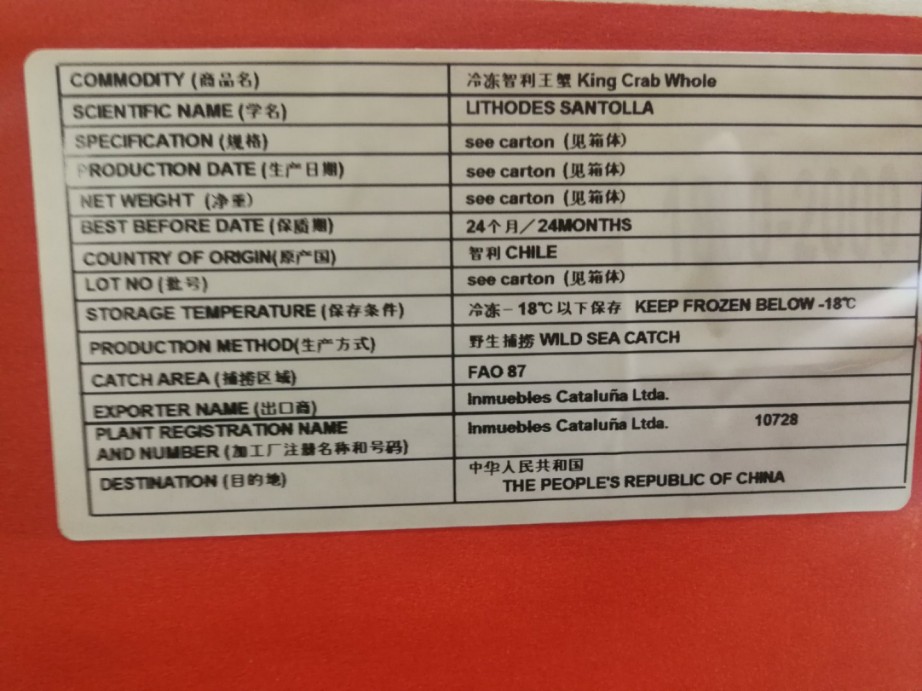 COMMODITY (商品名) 冷冻智利王蟹 King Crab Whole
SCIENTIFIC NAME (学名) LITHODES SANTOLLA
SPECIFICATION (规格) see carton (见箱体)
PRODUCTION DATE (生产日期) see carton (见箱体)
NET WEIGHT (净重) see carton (见箱体)
BEST BEFORE DATE (保质期) 24个月/24MONTHS
COUNTRY OF ORIGIN(原产国) 智利 CHILE
LOT NO (批号) see carton (见箱体)
STORAGE TEMPERATURE (保存条件) 冷冻-18℃以下保存 KEEP FROZEN BELOW -18℃
PRODUCTION METHOD(生产方式) 野生捕捞 WILD SEA CATCH
CATCH AREA (捕捞区域) FAO 87
EXPORTER NAME (出口商) Inmuebles Cataluña Ltda.
PLANT REGISTRATION NAME
AND NUMBER (加工厂注册名称和号码) Inmuebles Cataluña Ltda. 10728
DESTINATION (目的地) 中华人民共和国
THE PEOPLE'S REPUBLIC OF CHINA